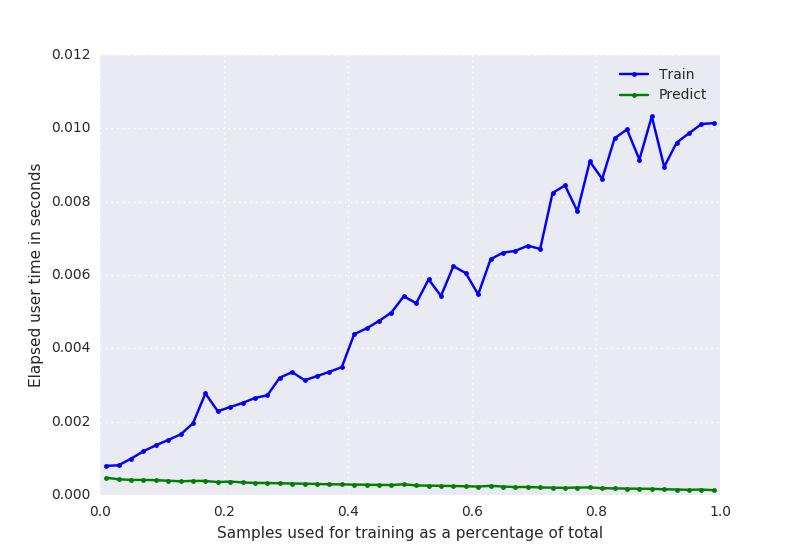 0.012
0.010
0.008
0.006
0.004
0.002
0.000
0.0 0.2 0.4 0.6 0.8 1.0
Elapsed user time in seconds
Samples used for training as a percentage of total
Train
Predict